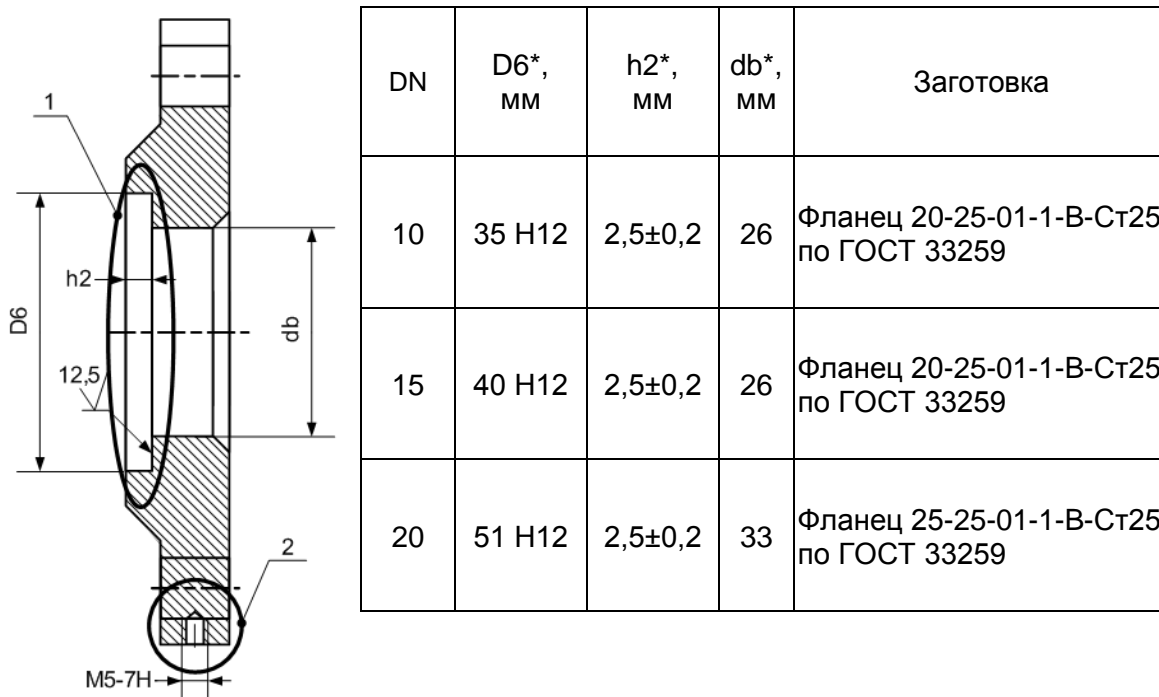 1
h2
D6
db
12,5
2
M5-7H
DN
D6*,
мм
h2*,
мм
db*,
мм
Заготовка
10
35 H12
2,5±0,2
26
Фланец 20-25-01-1-B-Ст25
по ГОСТ 33259
15
40 H12
2,5±0,2
26
Фланец 20-25-01-1-B-Ст25
по ГОСТ 33259
20
51 H12
2,5±0,2
33
Фланец 25-25-01-1-B-Ст25
по ГОСТ 33259